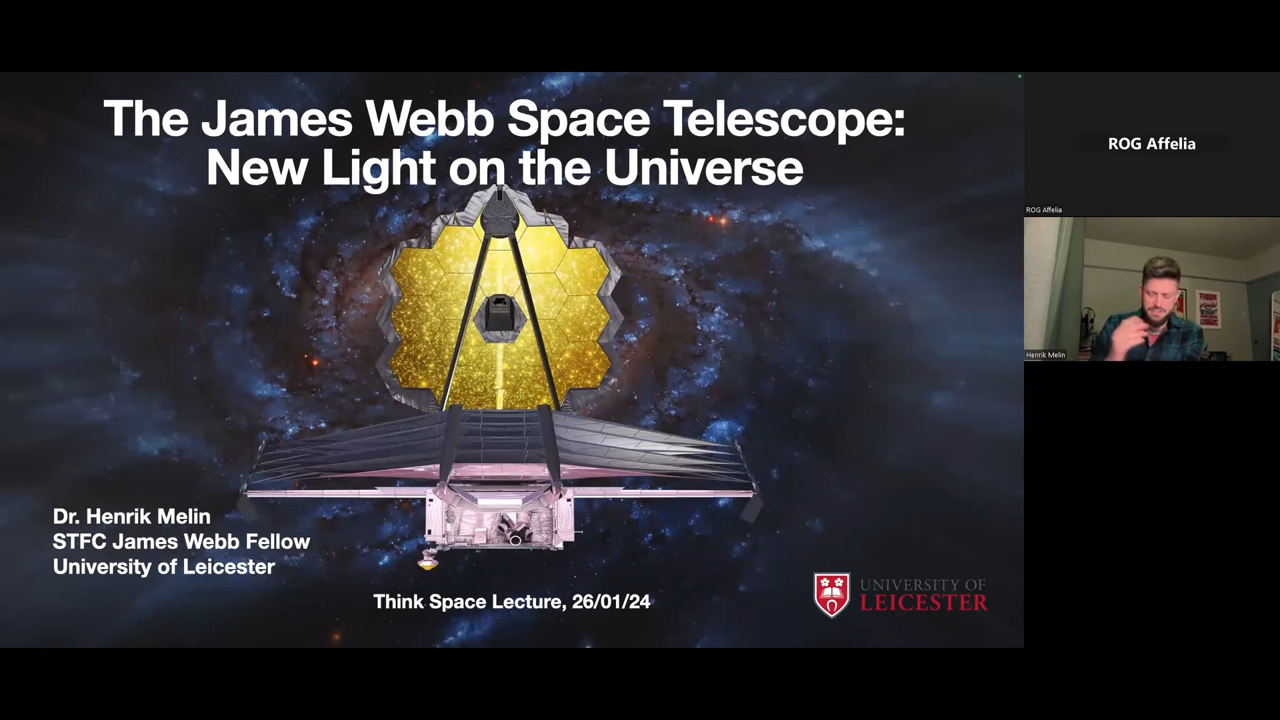 The James Webb Space Telescope:
New Light on the Universe
Dr. Henrik Melin
STFC James Webb Fellow
University of Leicester
Think Space Lecture, 26/01/24
UNIVERSITY OF
LEICESTER
ROG Affelia
ROG Affelia
Henrik Melin